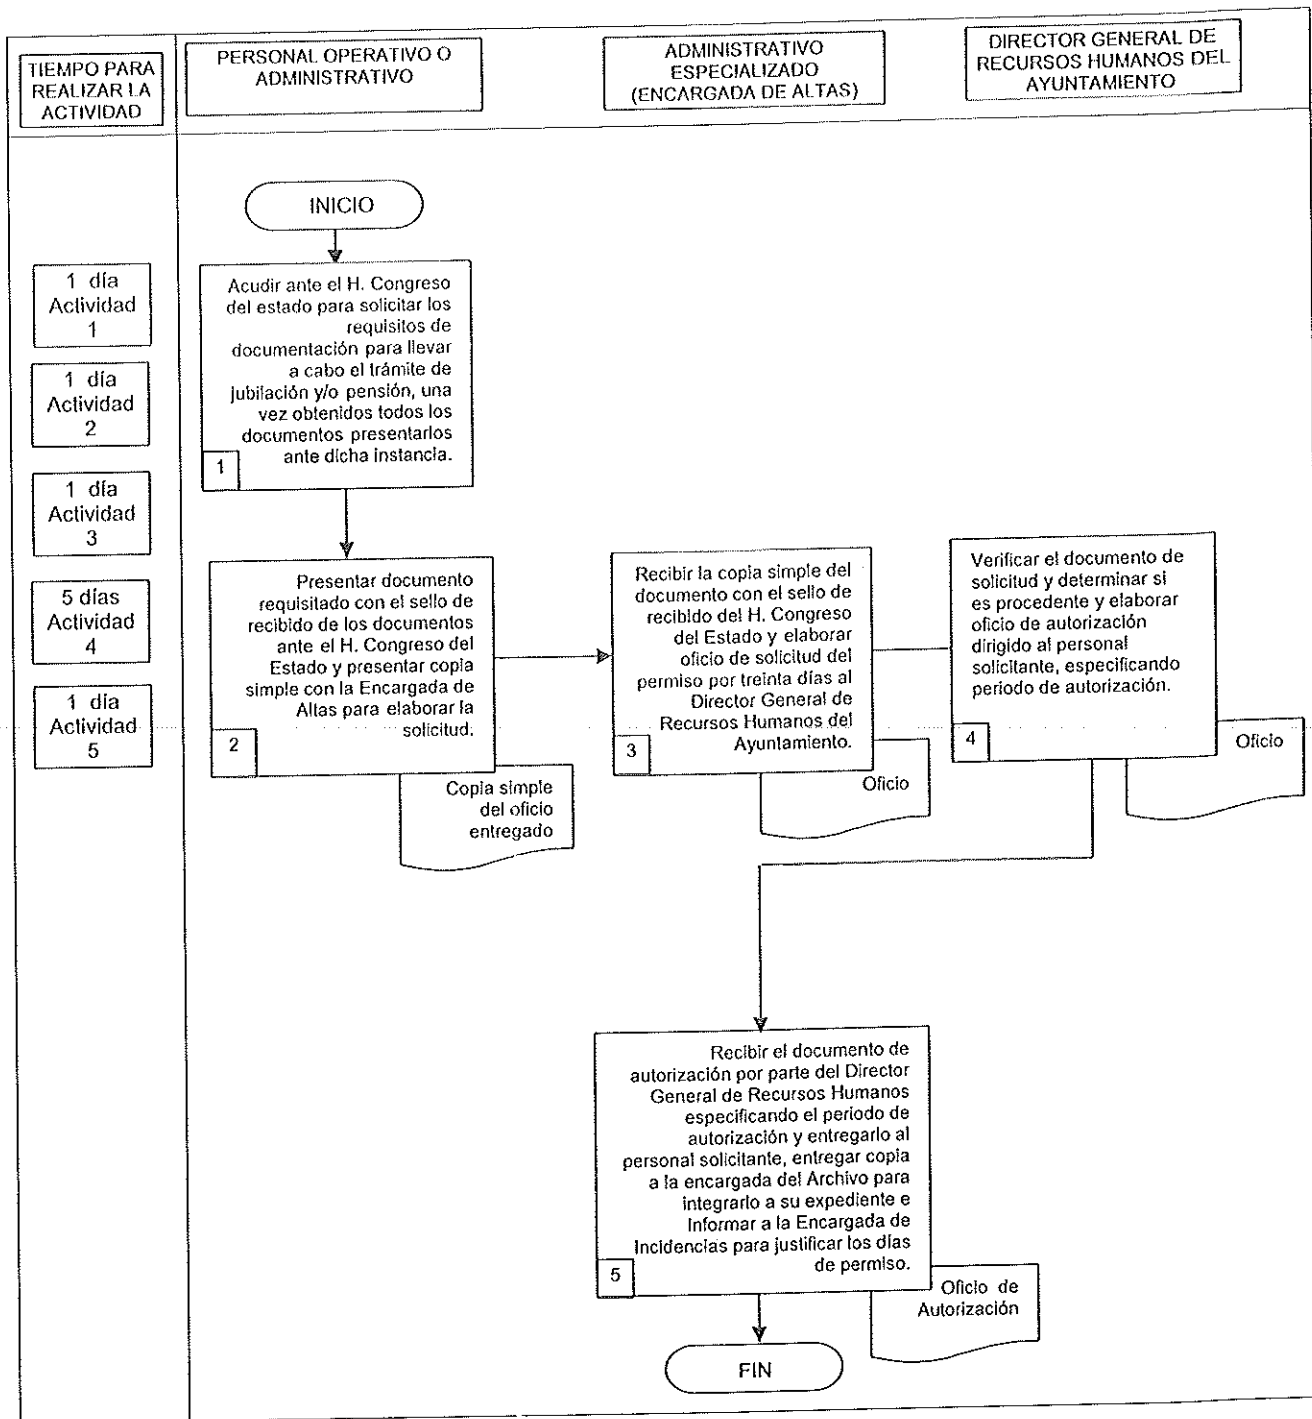 TIEMPO PARA
REALIZAR LA
ACTIVIDAD
PERSONAL OPERATIVO O
ADMINISTRATIVO
ADMINISTRATIVO
ESPECIALIZADO
(ENCARGADA DE ALTAS)
DIRECTOR GENERAL DE
RECURSOS HUMANOS DEL
AYUNTAMIENTO
INICIO
1 día
Actividad
1
1 día
Actividad
2
1 día
Actividad
3
5 días
Actividad
4
1 día
Actividad
5
Acudir ante el H. Congreso
del estado para solicitar los
requisitos de
documentación para llevar
a cabo el trámite de
jubilación y/o pensión, una
vez obtenidos todos los
documentos presentarlos
ante dicha instancia.
1
Presentar documento
requisitado con el sello de
recibido de los documentos
ante el H. Congreso del
Estado y presentar copia
simple con la Encargada de
Altas para elaborar la
solicitud.
2
Copia simple
del oficio
entregado
Recibir la copia simple del
documento con el sello de
recibido del H. Congreso
del Estado y elaborar
oficio de solicitud del
permiso por treinta días al
Director General de
Recursos Humanos del
Ayuntamiento.
3
Oficio
Verificar el documento de
solicitud y determinar si
es procedente y elaborar
oficio de autorización
dirigido al personal
solicitante, especificando
periodo de autorización.
4
Oficio
Recibir el documento de
autorización por parte del Director
General de Recursos Humanos
especificando el periodo de
autorización y entregarlo al
personal solicitante, entregar copia
a la encargada del Archivo para
integrarlo a su expediente e
Informar a la Encargada de
Incidencias para justificar los días
de permiso.
5
Oficio de
Autorización
FIN